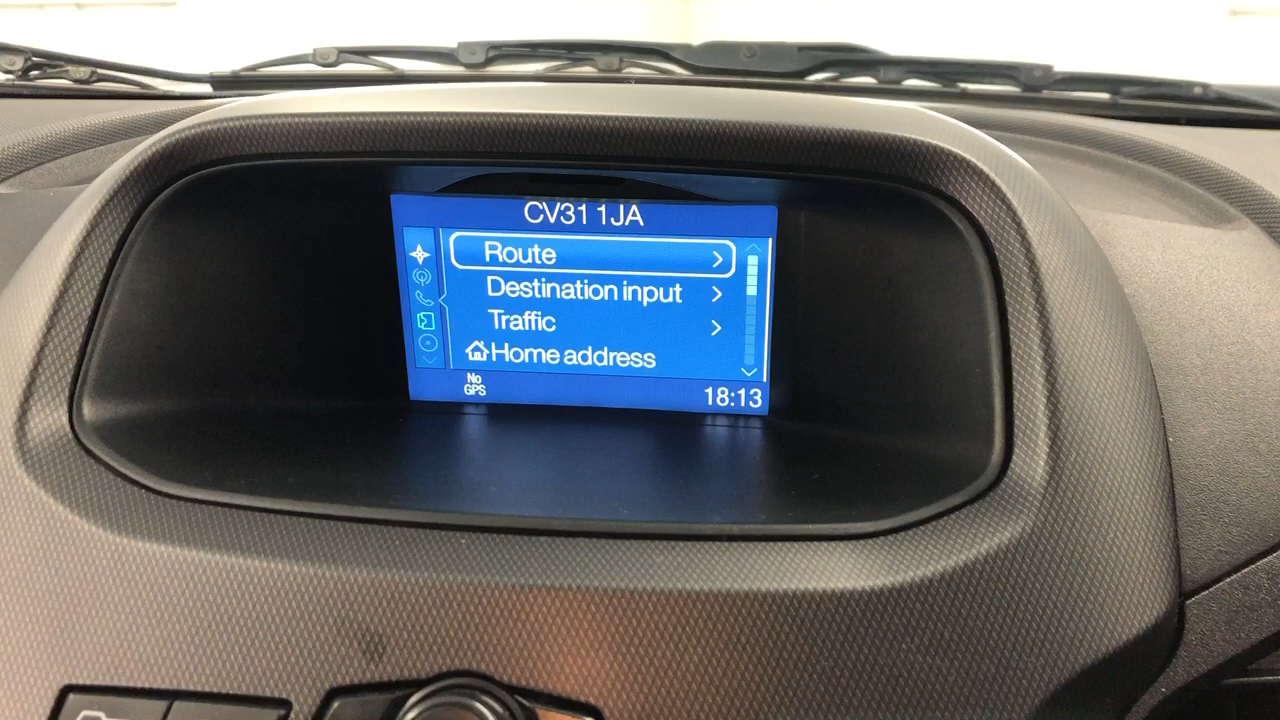 CV31 1JA
Route
Destination input
Traffic
Home address
No
GPS
18:13